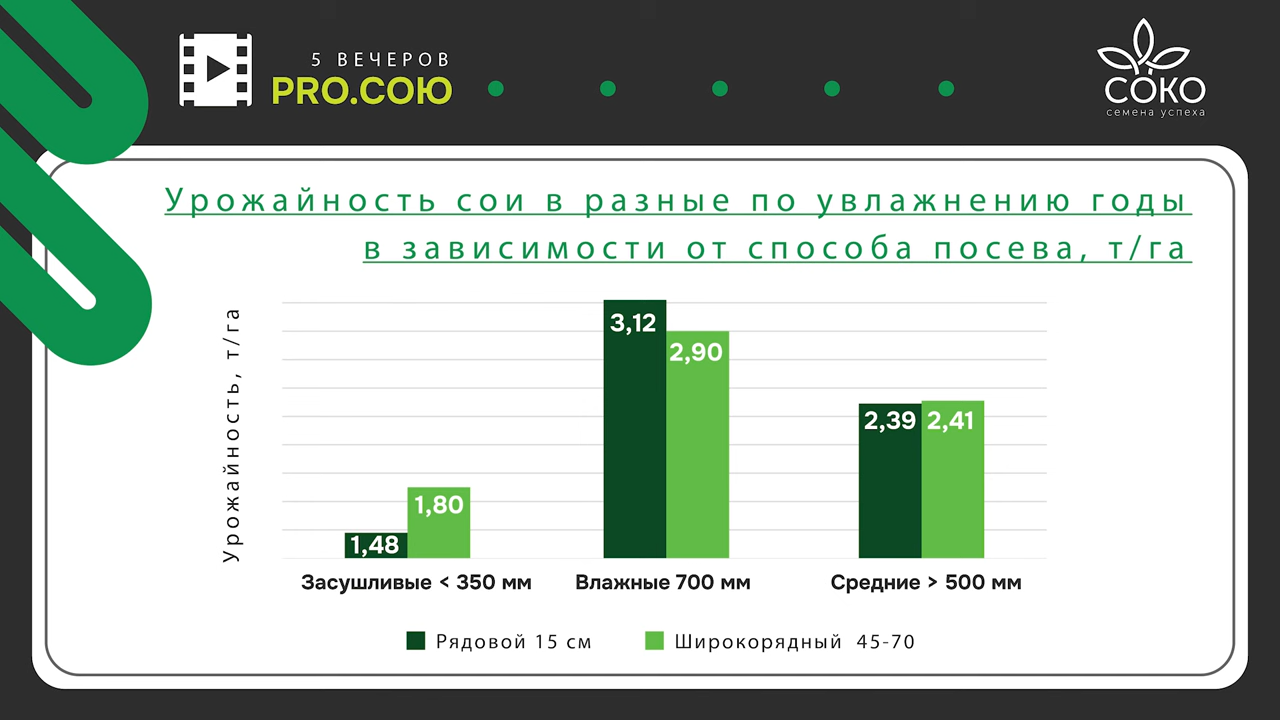 5 ВЕЧЕРОВ
PRO.СОЮ
СОКО
семена успеха
Урожайность сои в разные по увлажнению годы
в зависимости от способа посева, т/га
Урожайность, т/га
3,12
2,90
2,39
2,41
1,80
1,48
Засушливые < 350 мм
Влажные 700 мм
Средние > 500 мм
Рядовой 15 см
Широкорядный 45-70